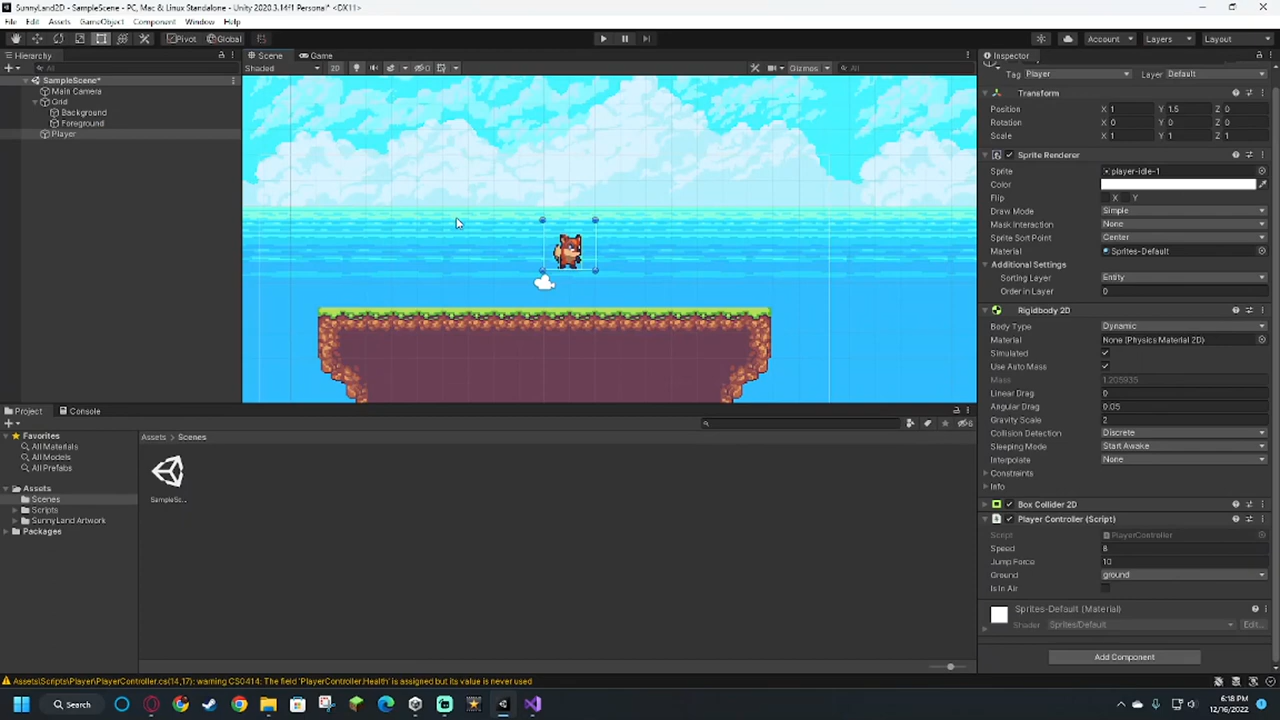 SunnyLand2D - SampleScene - PC, Mac & Linux Standalone - Unity 2020.3.14f1 Personal* <DX11>
File Edit Assets GameObject Component Window Help
Pivot Global Account Layers Layout
Hierarchy Scene Game Inspector
All Shaded 2D 0 Gizmos All Tag Player Layer Default
SampleScene*
Main Camera
Grid
Background
Foreground
Player
Transform
Position X 1 Y 1.5 Z 0
Rotation X 0 Y 0 Z 0
Scale X 1 Y 1 Z 1
Sprite Renderer
Sprite player-idle-1
Color
Flip X Y
Draw Mode Simple
Mask Interaction None
Sprite Sort Point Center
Material Sprites-Default
Additional Settings
Sorting Layer Entity
Order in Layer 0
Rigidbody 2D
Body Type Dynamic
Material None (Physics Material 2D)
Simulated
Use Auto Mass
Mass 1.205935
Linear Drag 0
Angular Drag 0.05
Gravity Scale 2
Collision Detection Discrete
Sleeping Mode Start Awake
Interpolate None
Constraints
Info
Box Collider 2D
Player Controller (Script)
Script PlayerController
Speed
Jump Force 10
Ground ground
Is In Air
Sprites-Default (Material)
Shader Sprites/Default Edit...
Add Component
Project Console
Favorites
All Materials
All Models
All Prefabs
Assets
Scenes
Scripts
SunnyLand Artwork
Packages
Assets > Scenes
SampleSc...
Assets\Scripts\Player\PlayerController.cs(14,17): warning CS0414: The field 'PlayerController.Health' is assigned but its value is never used
Search
6:18 PM
12/16/2022